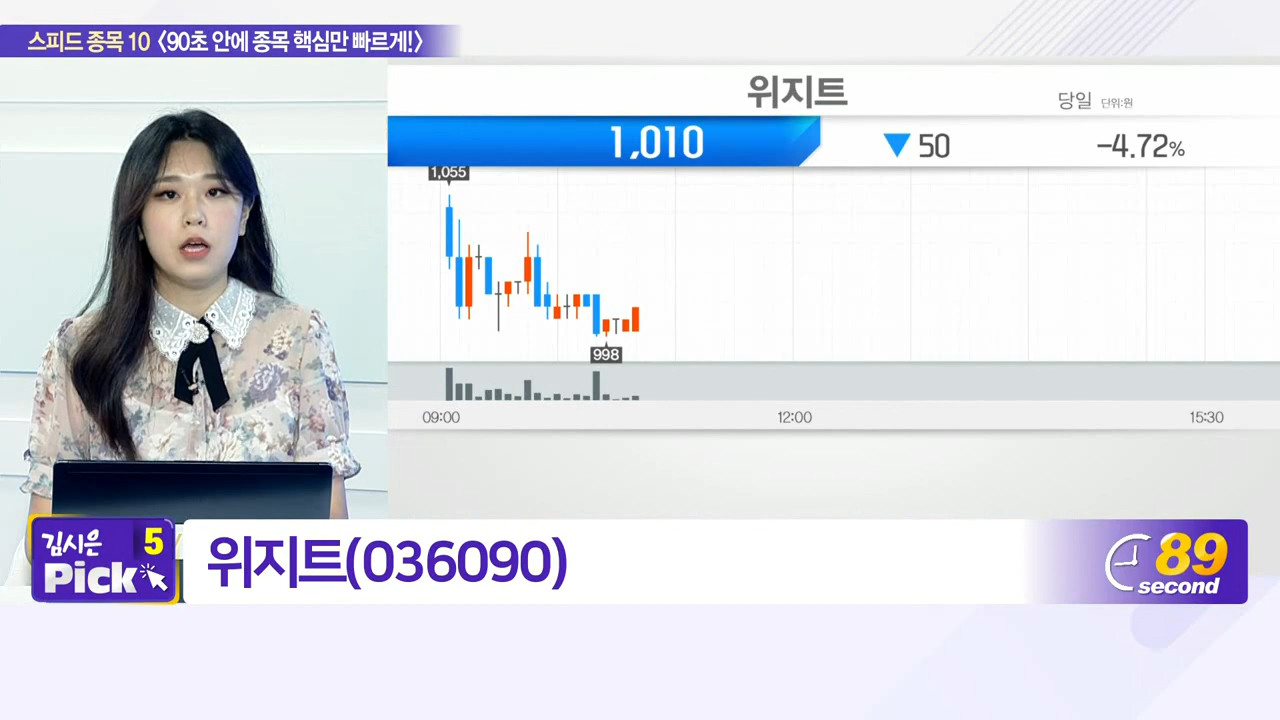 스피드 종목 10 <90초 안에 종목 핵심만 빠르게!>
위지트
당일 단위:원
1,010 ▼50 -4.72%
1,055
998
09:00 12:00 15:30
김시은 5
Pick
위지트(036090)
89
second